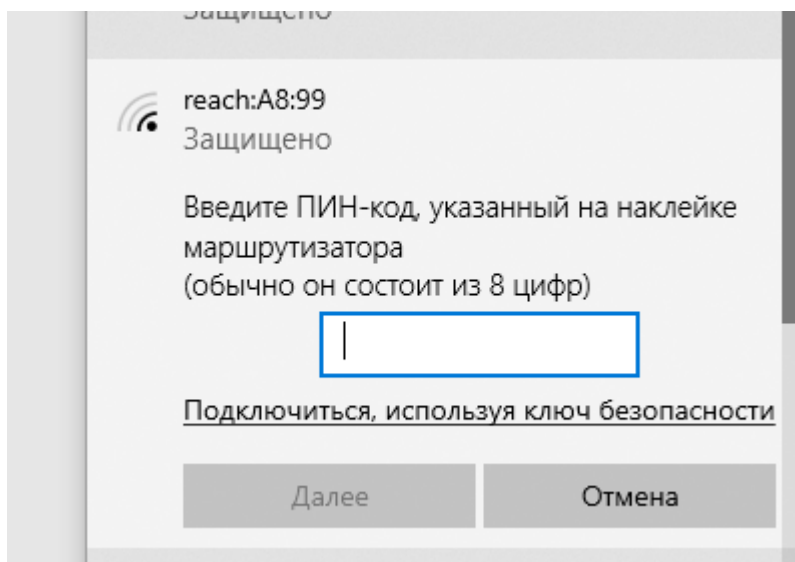 Защищено
reach:A8:99
Защищено
Введите ПИН-код, указанный на наклейке
маршрутизатора
(обычно он состоит из 8 цифр)
Подключиться, используя ключ безопасности
Далее
Отмена